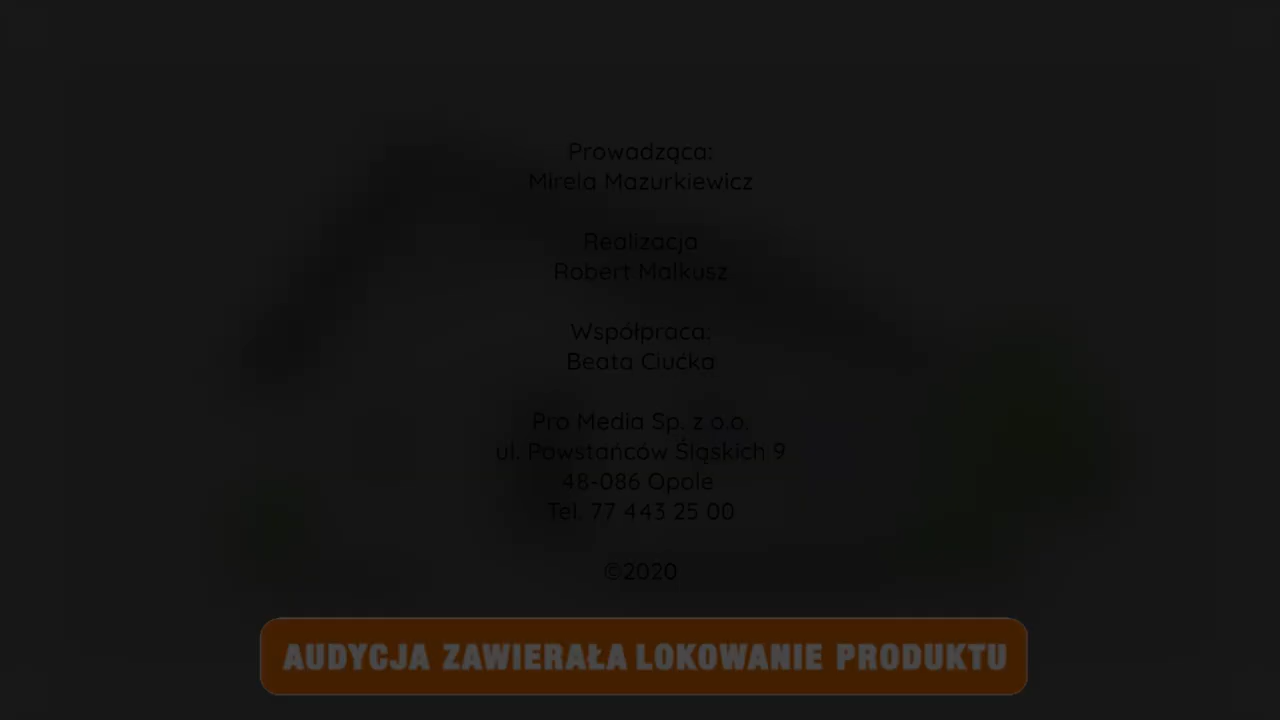 Prowadząca:
Mirela Mazurkiewicz
Realizacja
Robert Malkusz
Współpraca:
Beata Ciućka
Pro Media Sp. z o.o.
ul. Powstańców Śląskich 9
48-086 Opole
Tel. 77 443 25 00
©2020
AUDYCJA ZAWIERAŁA LOKOWANIE PRODUKTU